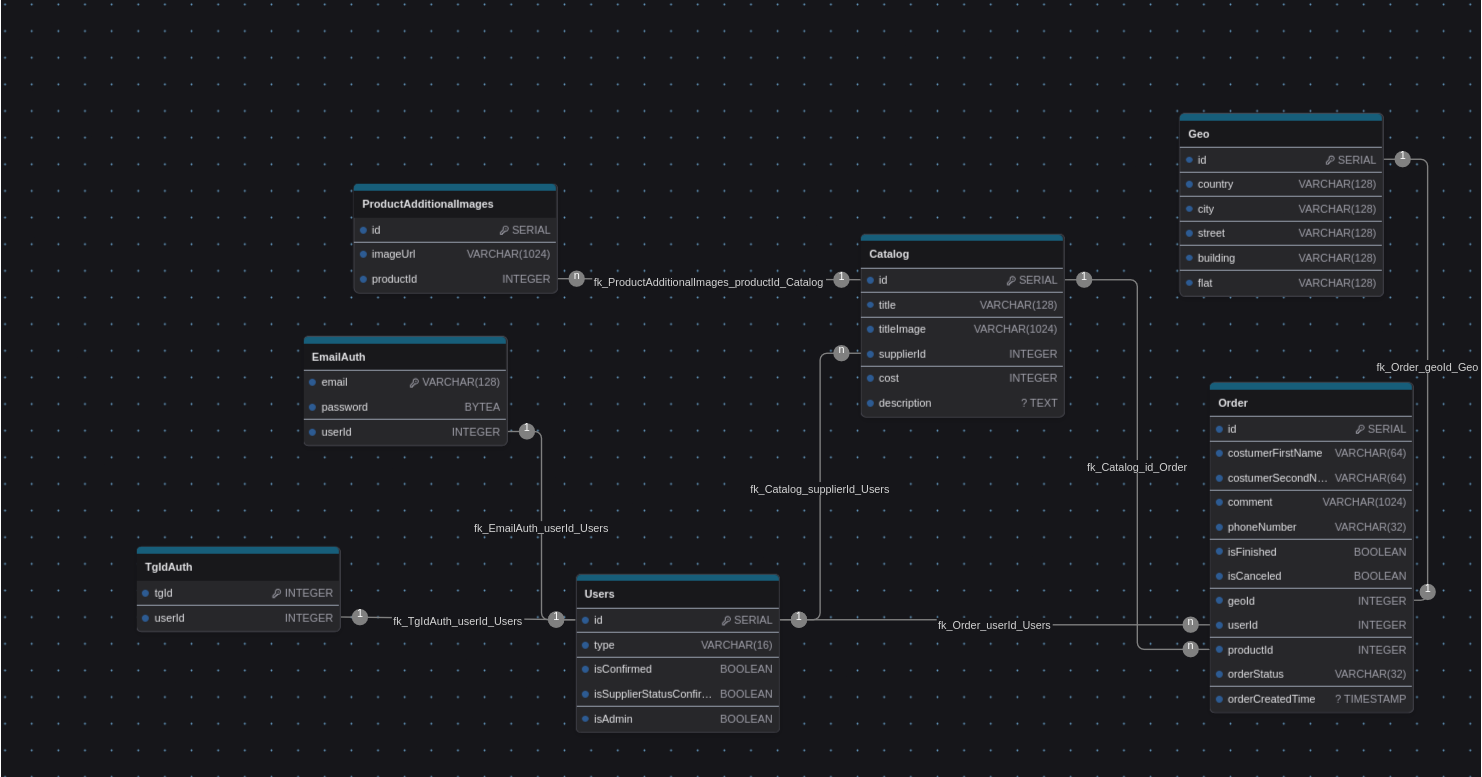 Geo
id SERIAL
country VARCHAR(128)
city VARCHAR(128)
street VARCHAR(128)
building VARCHAR(128)
flat VARCHAR(128)
1
ProductAdditionalImages
id SERIAL
imageUrl VARCHAR(1024)
productId INTEGER
n
fk_ProductAdditionalImages_productId_Catalog
1
Catalog
id SERIAL
title VARCHAR(128)
titleImage VARCHAR(1024)
supplierId INTEGER
cost INTEGER
description ? TEXT
1
n
EmailAuth
email VARCHAR(128)
password BYTEA
userId INTEGER
1
fk_Order_geoId_Geo
fk_Catalog_id_Order
fk_Catalog_supplierId_Users
fk_EmailAuth_userId_Users
Order
id SERIAL
costumerFirstName VARCHAR(64)
costumerSecondN... VARCHAR(64)
comment VARCHAR(1024)
phoneNumber VARCHAR(32)
isFinished BOOLEAN
isCanceled BOOLEAN
geoId INTEGER
userId INTEGER
productId INTEGER
orderStatus VARCHAR(32)
orderCreatedTime ? TIMESTAMP
1
n
n
TgIdAuth
tgId INTEGER
userId INTEGER
1
fk_TgIdAuth_userId_Users
1
Users
id SERIAL
type VARCHAR(16)
isConfirmed BOOLEAN
isSupplierStatusConfir... BOOLEAN
isAdmin BOOLEAN
1
fk_Order_userId_Users